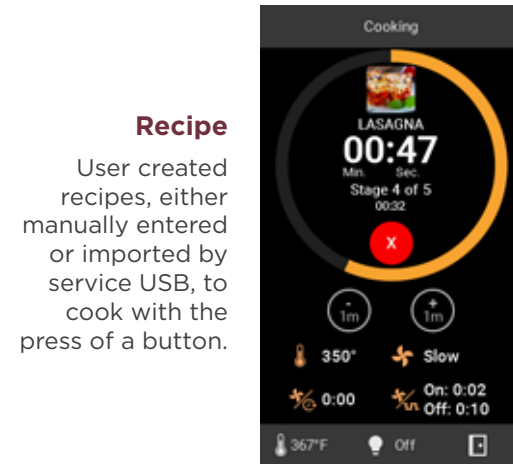 Recipe
User created
recipes, either
manually entered
or imported by
service USB, to
cook with the
press of a button.
Cooking
LASAGNA
00:47
Min. Sec.
Stage 4 of 5
00:32
X
- +
1m 1m
350° Slow
0:00 On: 0:02
Off: 0:10
367°F Off